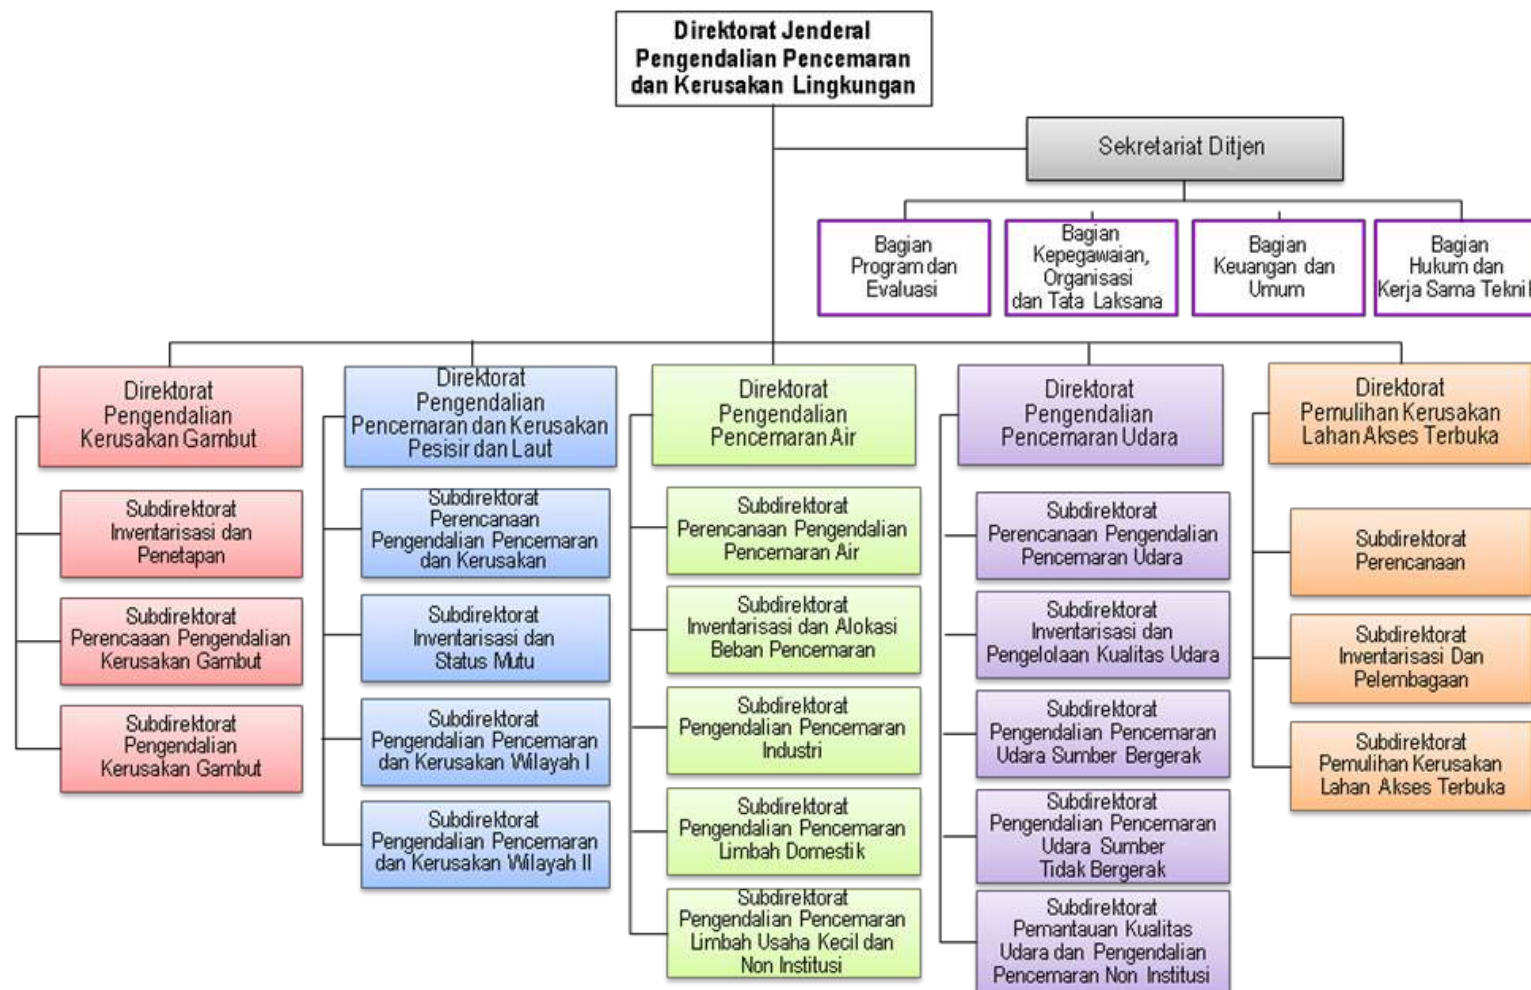 Direktorat Jenderal
Pengendalian Pencemaran
dan Kerusakan Lingkungan
Sekretariat Ditjen
Bagian
Program dan
Evaluasi
Bagian
Kepegawaian,
Organisasi
dan Tata Laksana
Bagian
Keuangan dan
Umum
Bagian
Hukum dan
Kerja Sama Teknik
Direktorat
Pengendalian
Kerusakan Gambut
Subdirektorat
Inventarisasi dan
Penetapan
Subdirektorat
Perencaaan Pengendalian
Kerusakan Gambut
Subdirektorat
Pengendalian
Kerusakan Gambut
Direktorat
Pengendalian
Pencemaran dan Kerusakan
Pesisir dan Laut
Subdirektorat
Perencanaan
Pengendalian Pencemaran
dan Kerusakan
Subdirektorat
Inventarisasi dan
Status Mutu
Subdirektorat
Pengendalian Pencemaran
dan Kerusakan Wilayah I
Subdirektorat
Pengendalian Pencemaran
dan Kerusakan Wilayah II
Direktorat
Pengendalian
Pencemaran Air
Subdirektorat
Perencanaan Pengendalian
Pencemaran Air
Subdirektorat
Inventarisasi dan Alokasi
Beban Pencemaran
Subdirektorat
Pengendalian Pencemaran
Industri
Subdirektorat
Pengendalian Pencemaran
Limbah Domestik
Subdirektorat
Pengendalian Pencemaran
Limbah Usaha Kecil dan
Non Institusi
Direktorat
Pengendalian
Pencemaran Udara
Subdirektorat
Perencanaan Pengendalian
Pencemaran Udara
Subdirektorat
Inventarisasi dan
Pengelolaan Kualitas Udara
Subdirektorat
Pengendalian Pencemaran
Udara Sumber Bergerak
Subdirektorat
Pengendalian Pencemaran
Udara Sumber
Tidak Bergerak
Subdirektorat
Pemantauan Kualitas
Udara dan Pengendalian
Pencemaran Non Institusi
Direktorat
Pemulihan Kerusakan
Lahan Akses Terbuka
Subdirektorat
Perencanaan
Subdirektorat
Inventarisasi Dan
Pelembagaan
Subdirektorat
Pemulihan Kerusakan
Lahan Akses Terbuka